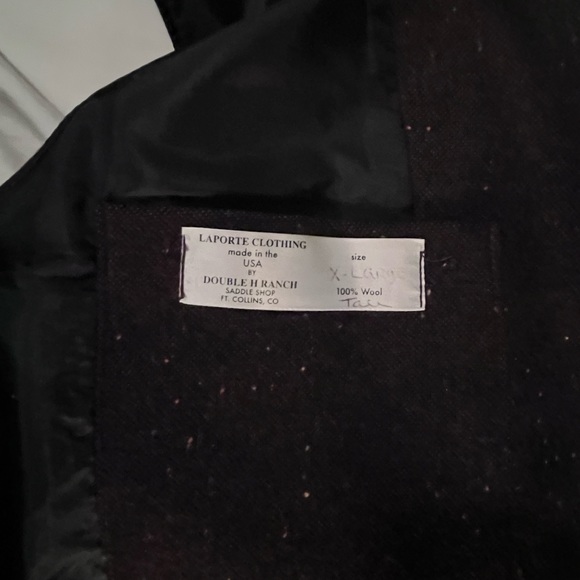 LAPORTE CLOTHING
made in the
USA
BY
DOUBLE H RANCH
SADDLE SHOP
FT. COLLINS, CO
size
X-Large
100% Wool
Tall